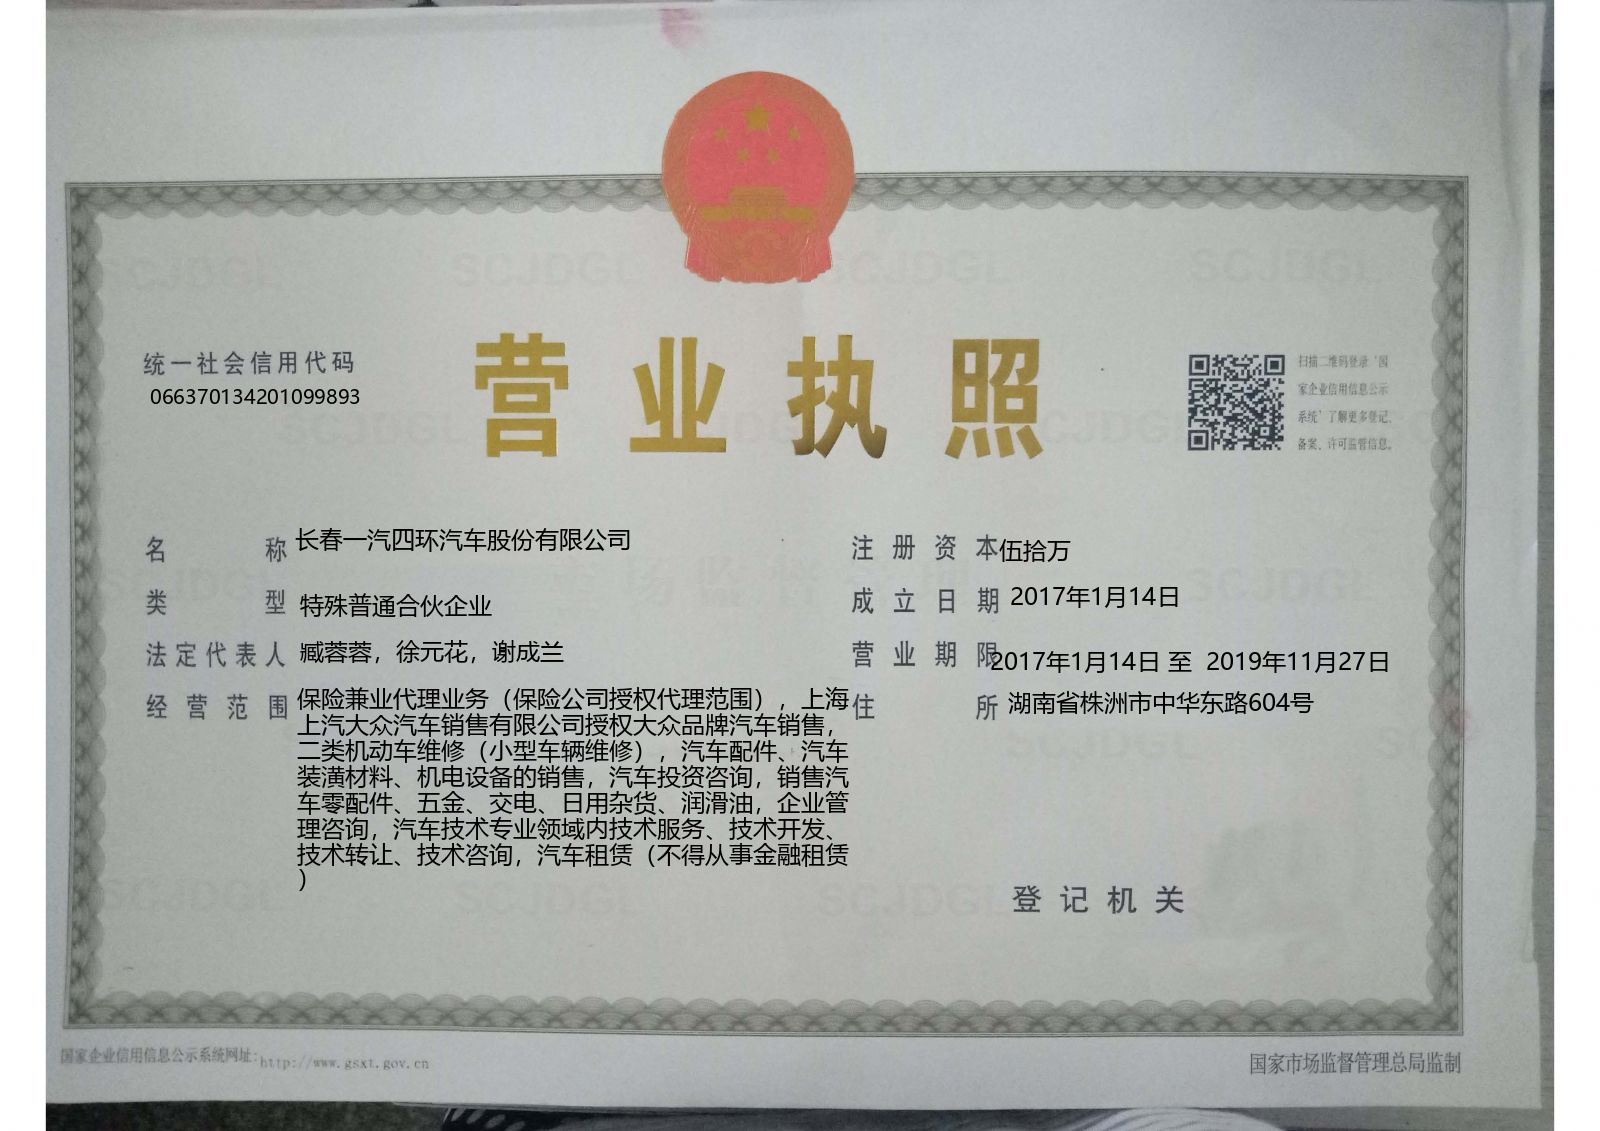 统一社会信用代码
066370134201099893
营业执照
扫描二维码登录‘国
家企业信用信息公示
系统’了解更多登记、
备案、许可监管信息。
名称 长春一汽四环汽车股份有限公司
类型 特殊普通合伙企业
法定代表人 臧蓉蓉，徐元花，谢成兰
经营范围 保险兼业代理业务（保险公司授权代理范围），上海
上汽大众汽车销售有限公司授权大众品牌汽车销售，
二类机动车维修（小型车辆维修），汽车配件、汽车
装潢材料、机电设备的销售，汽车投资咨询，销售汽
车零配件、五金、交电、日用杂货、润滑油，企业管
理咨询，汽车技术专业领域内技术服务、技术开发、
技术转让、技术咨询，汽车租赁（不得从事金融租赁
）
注册资本 伍拾万
成立日期 2017年1月14日
营业期限 2017年1月14日 至 2019年11月27日
住所 湖南省株洲市中华东路604号
登记机关
国家企业信用信息公示系统网址：http://www.gsxt.gov.cn
国家市场监督管理总局监制